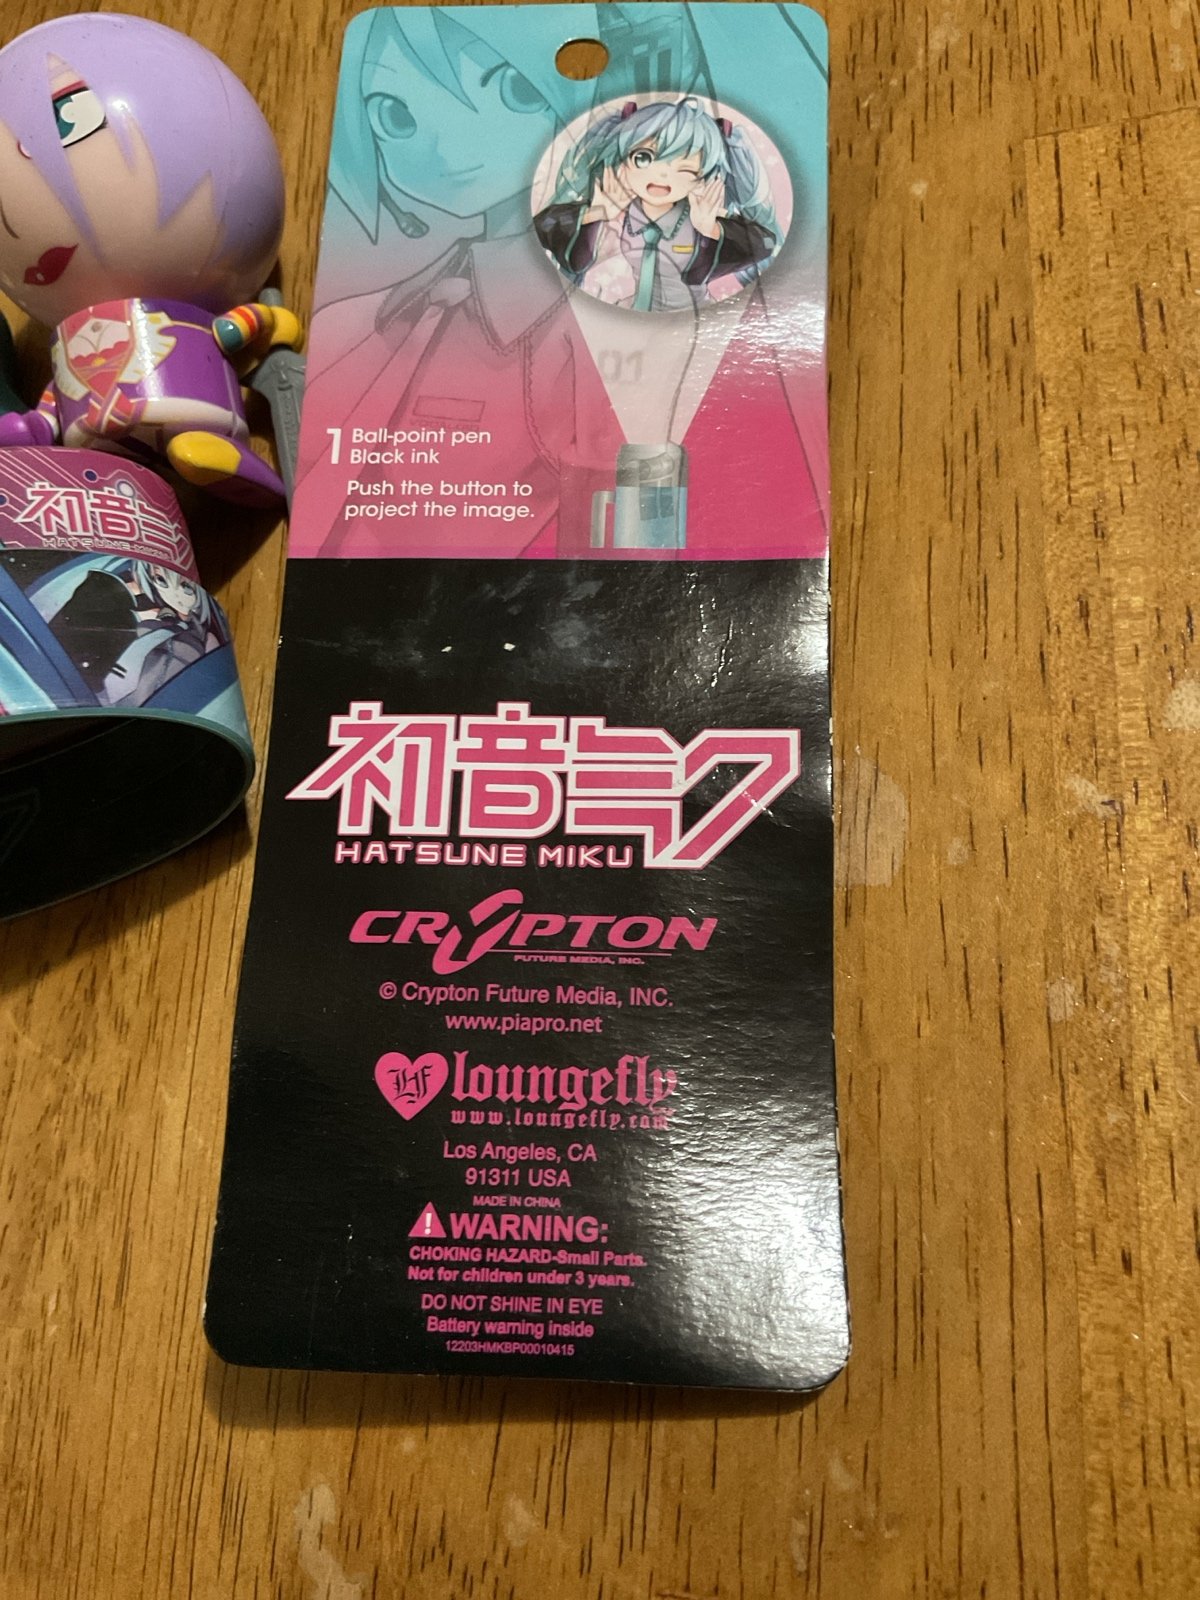 01
1 Ball-point pen
Black ink
Push the button to
project the image.
初音ミク
HATSUNE MIKU
初音ミク
HATSUNE MIKU
CRYPTON
FUTURE MEDIA, INC.
© Crypton Future Media, INC.
www.piapro.net
LHF loungefly
www.loungefly.com
Los Angeles, CA
91311 USA
MADE IN CHINA
WARNING:
CHOKING HAZARD-Small Parts.
Not for children under 3 years.
DO NOT SHINE IN EYE
Battery warning inside
12203HMKBP00010415